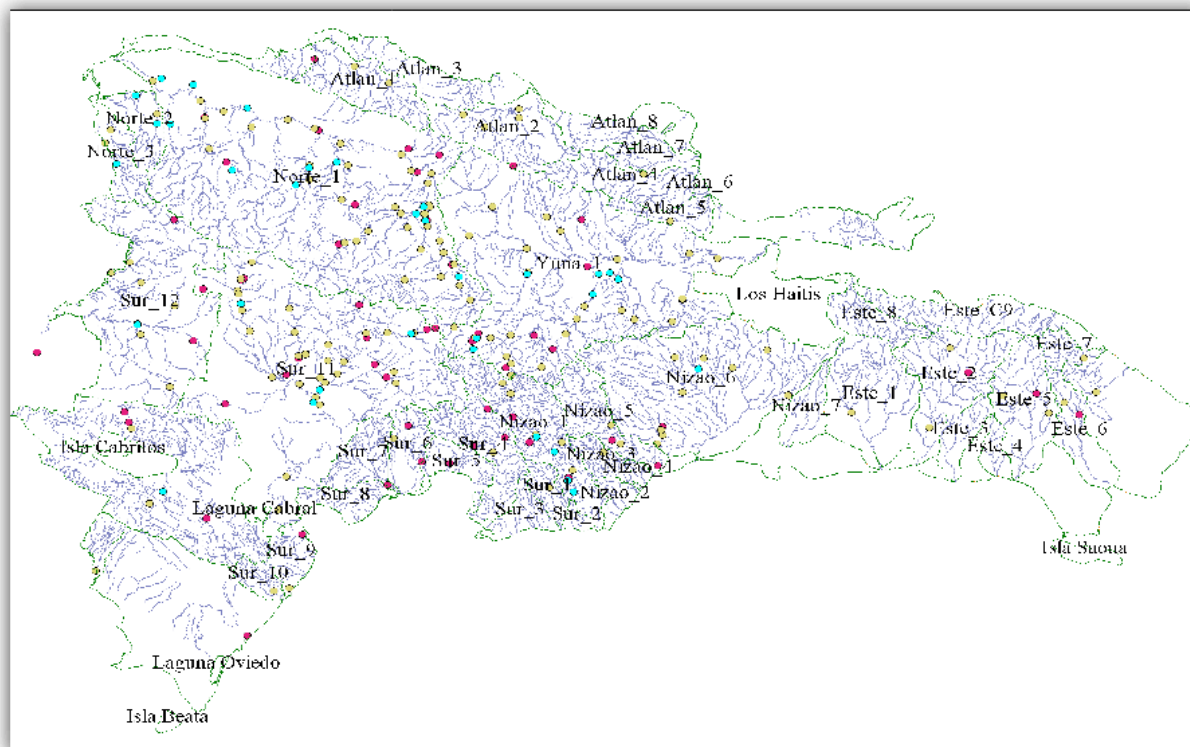 Atlan_3
Atlan_1
Norte_2
Atlan_2
Atlan_8
Norte_3
Atlan_7
Norte_1
Atlan_4
Atlan_6
Atlan_5
Yuna_1
Los Haitis
Sur_12
Este_8
Este_C9
Este_7
Sur_11
Nizao_6
Este_2
Este_1
Nizao_7
Este_5
Nizao_5
Nizao_4
Este_3
Este_6
Isla Cabritos
Sur_6
Este_4
Sur_7
Nizao_3
Sur_5
Nizao_1
Sur_8
Sur_1
Nizao_2
Laguna Cabral
Sur_3
Sur_2
Sur_9
Isla Saona
Sur_10
Laguna Oviedo
Isla Beata